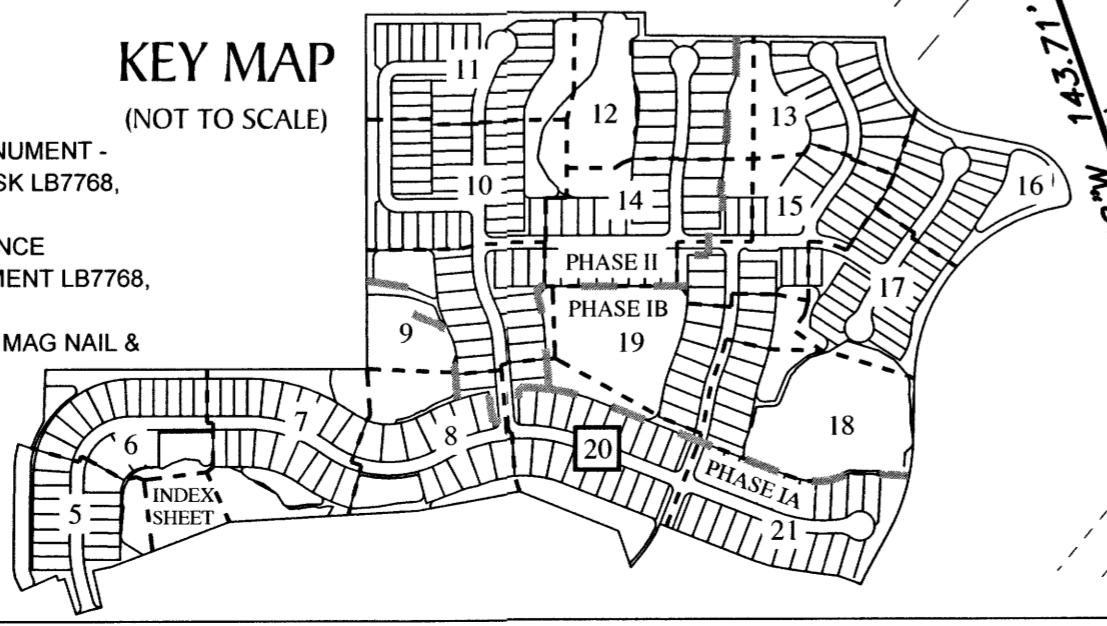 KEY MAP
(NOT TO SCALE)
NUMENT -
SK LB7768,
NCE
MENT LB7768,
MAG NAIL &
143.71'
11
12
13
10
14
15
16
PHASE II
17
PHASE IB
9
19
18
7
8
6
20
PHASE IA
INDEX
SHEET
5
21